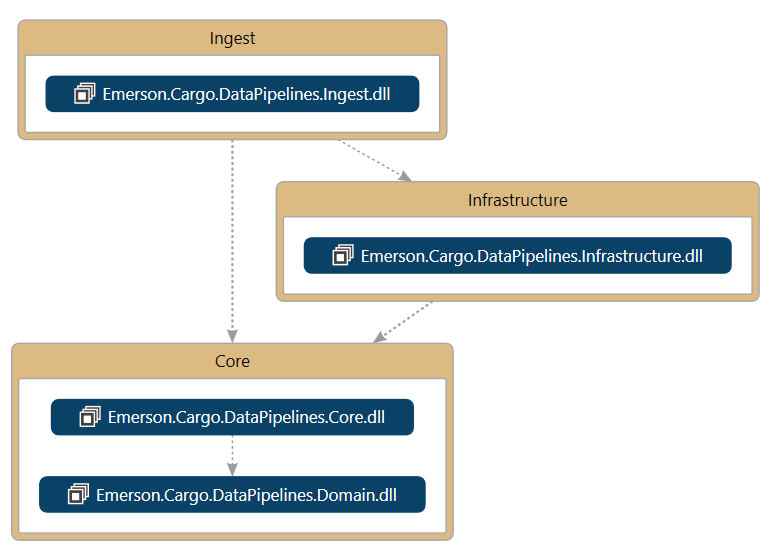 Ingest
Emerson.Cargo.DataPipelines.Ingest.dll
Infrastructure
Emerson.Cargo.DataPipelines.Infrastructure.dll
Core
Emerson.Cargo.DataPipelines.Core.dll
Emerson.Cargo.DataPipelines.Domain.dll